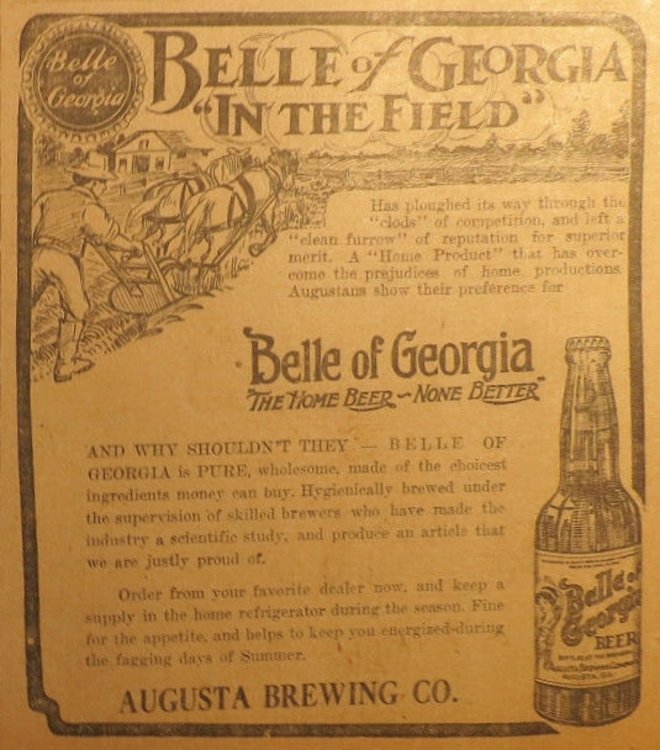 Belle
of
Georgia
BELLE of GEORGIA
"IN THE FIELD"
Has ploughed its way through the
"clods" of competition, and left a
"clean furrow" of reputation for superior
merit. A "Home Product" that has over-
come the prejudices of home productions
Augustans show their preference for
Belle of Georgia
"THE HOME BEER - NONE BETTER"
AND WHY SHOULDN'T THEY — BELLE OF
GEORGIA is PURE, wholesome, made of the choicest
ingredients money can buy. Hygienically brewed under
the supervision of skilled brewers who have made the
industry a scientific study, and produce an article that
we are justly proud of.
Order from your favorite dealer now, and keep a
supply in the home refrigerator during the season. Fine
for the appetite, and helps to keep you energized during
the fagging days of Summer.
AUGUSTA BREWING CO.
Belle of
Georgia
BEER
AUGUSTA BREWING COMPANY
AUGUSTA, GA.